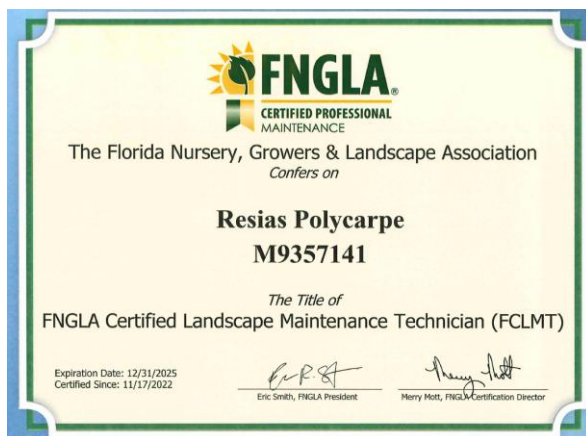 FNGLA®
CERTIFIED PROFESSIONAL
MAINTENANCE
The Florida Nursery, Growers & Landscape Association
Confers on
Resias Polycarpe
M9357141
The Title of
FNGLA Certified Landscape Maintenance Technician (FCLMT)
Expiration Date: 12/31/2025
Certified Since: 11/17/2022
Eric Smith, FNGLA President
Merry Mott, FNGLA Certification Director